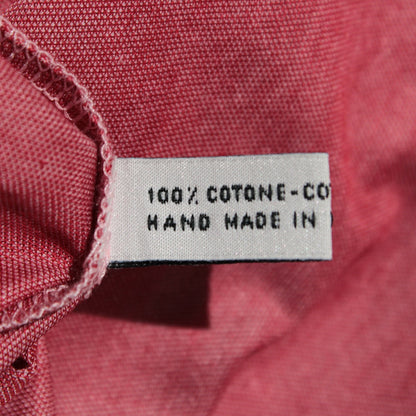 100% COTONE-CO
HAND MADE IN